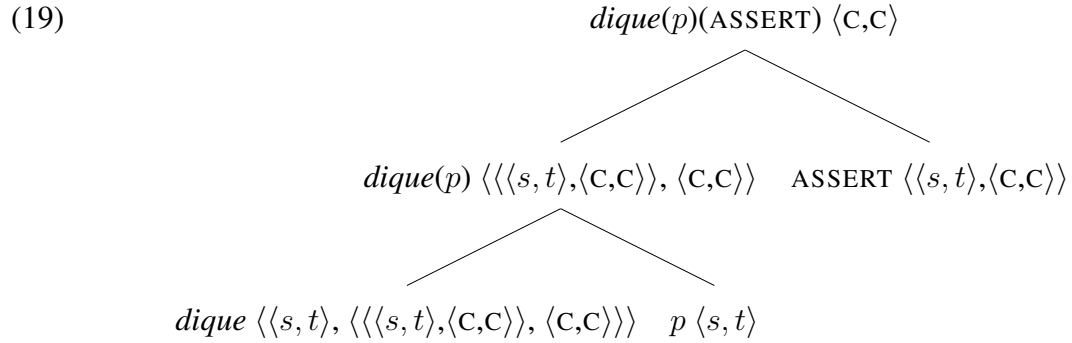 (19) dique(p)(ASSERT) ⟨C,C⟩
dique(p) ⟨⟨⟨s, t⟩,⟨C,C⟩⟩, ⟨C,C⟩⟩ ASSERT ⟨⟨s, t⟩,⟨C,C⟩⟩
dique ⟨⟨s, t⟩, ⟨⟨⟨s, t⟩,⟨C,C⟩⟩, ⟨C,C⟩⟩⟩ p ⟨s, t⟩